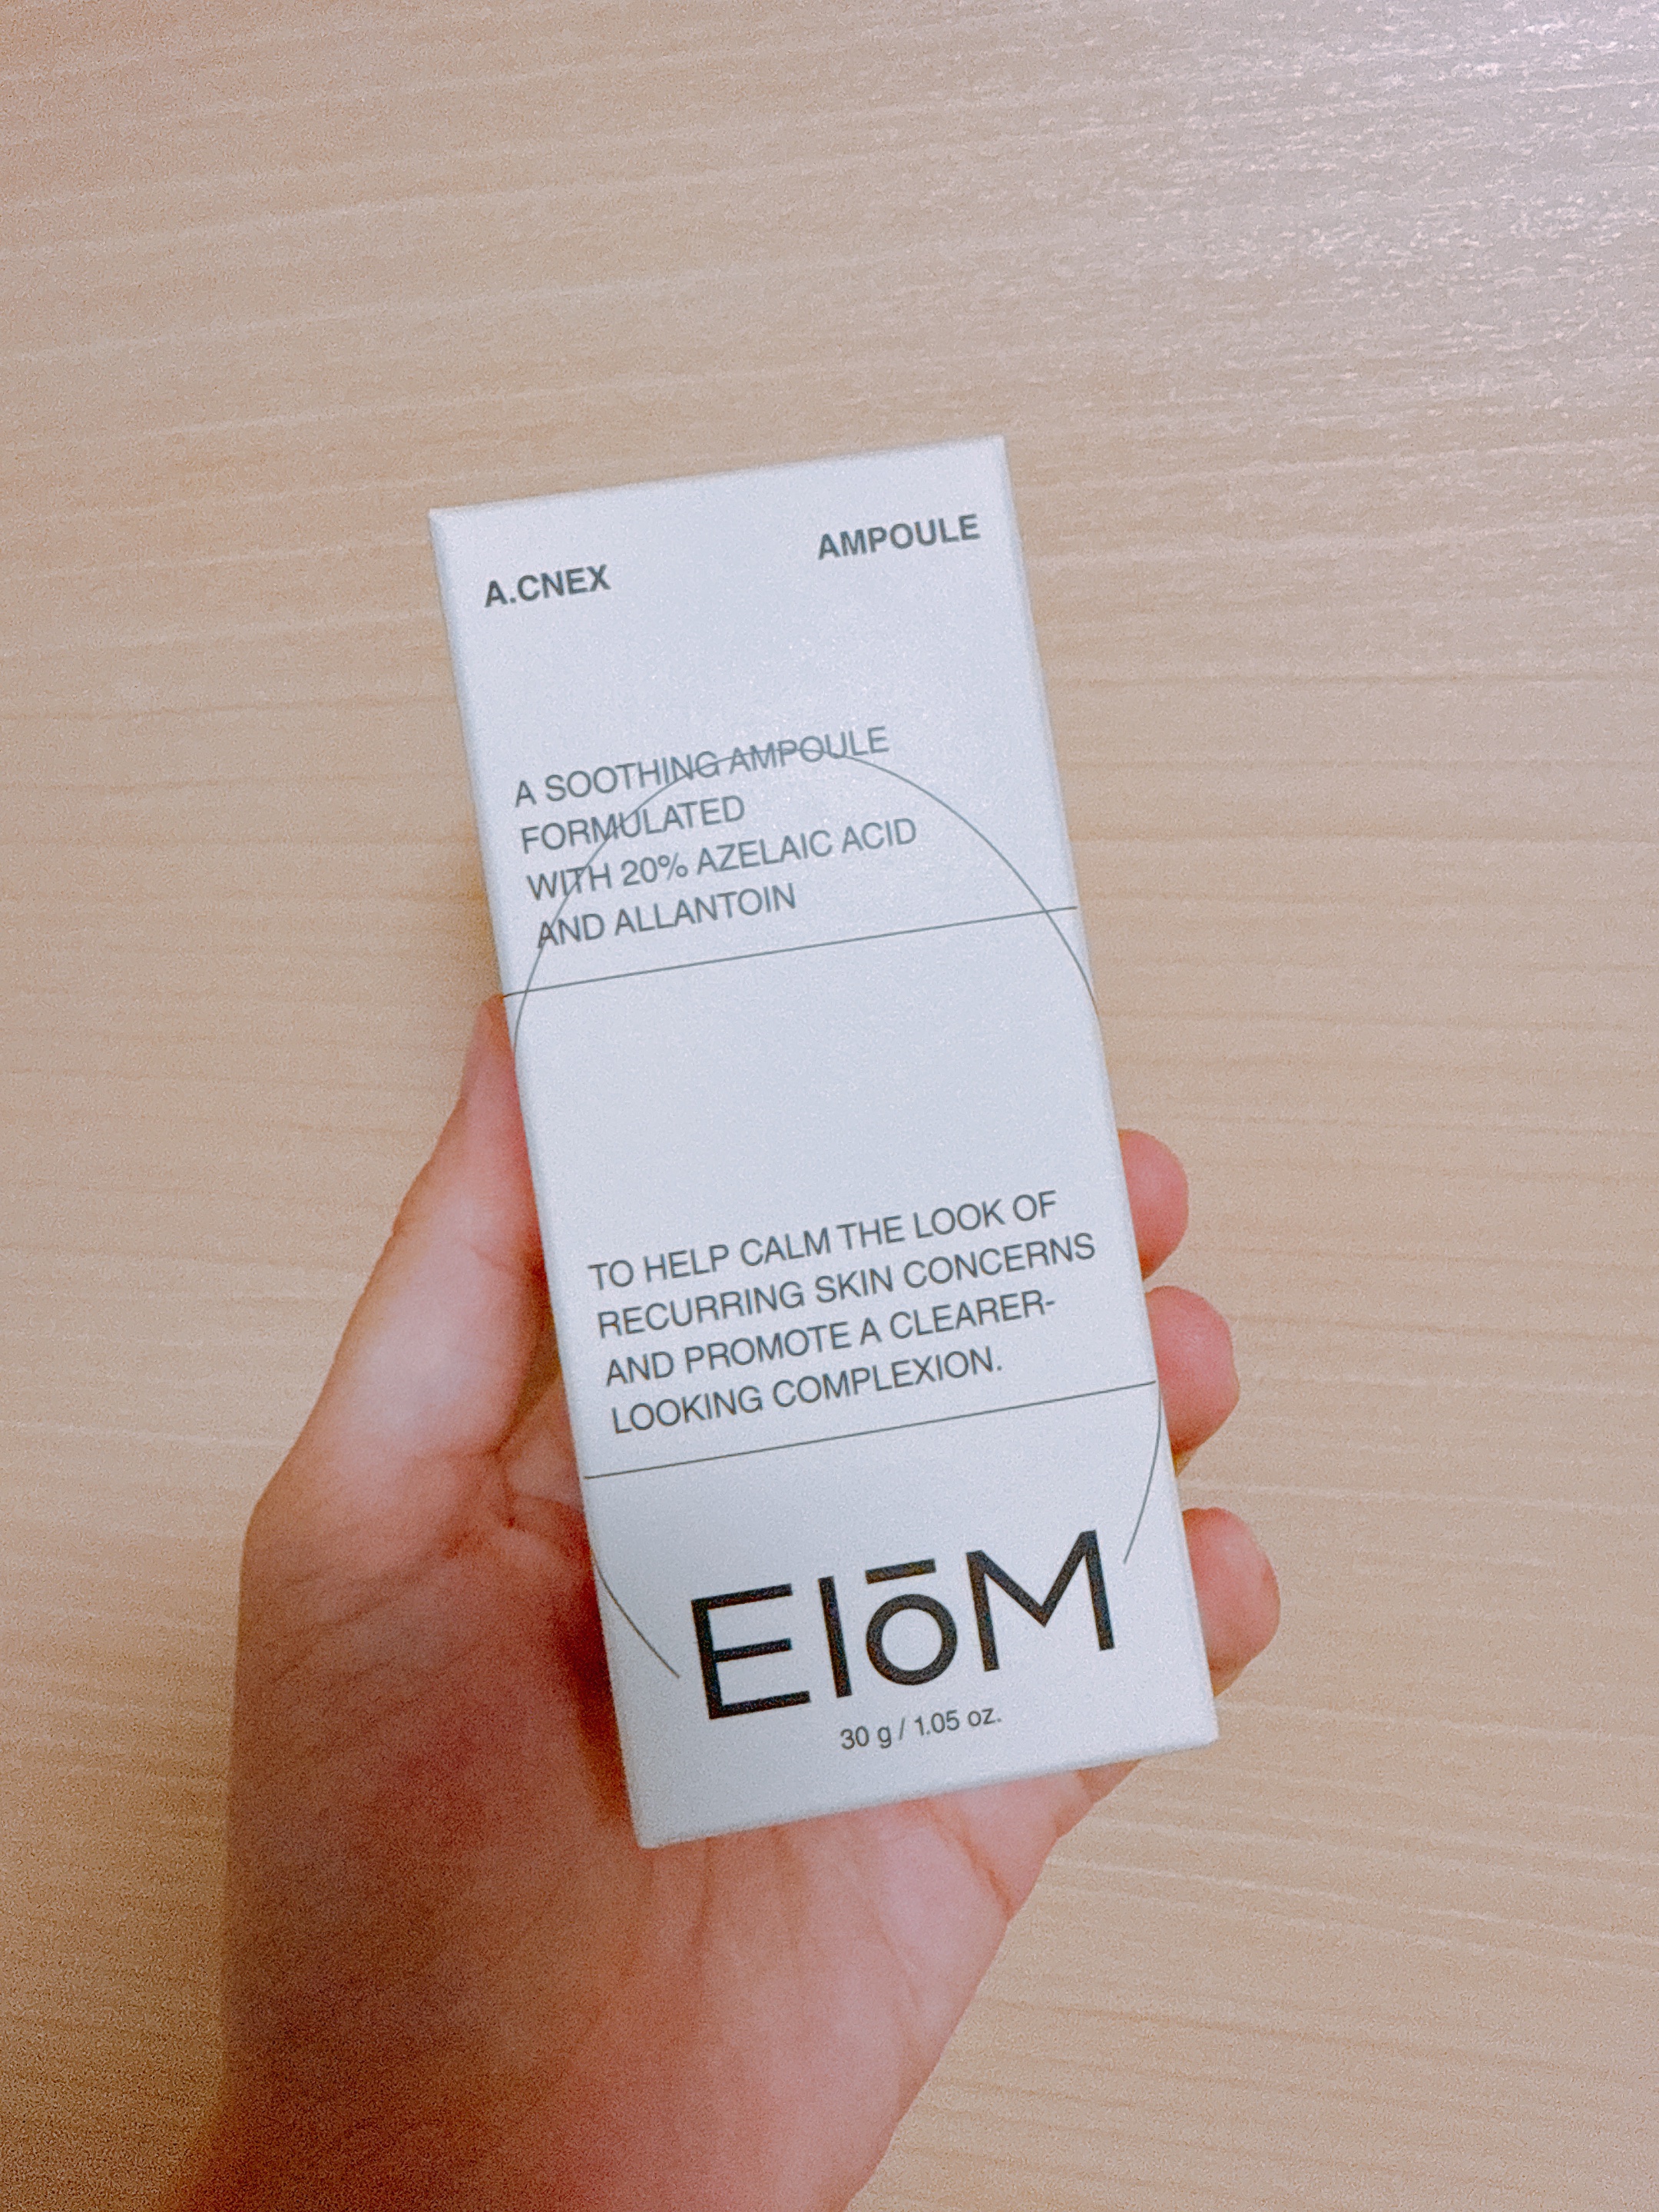 A.CNEX AMPOULE
A SOOTHING AMPOULE
FORMULATED
WITH 20% AZELAIC ACID
AND ALLANTOIN
TO HELP CALM THE LOOK OF
RECURRING SKIN CONCERNS
AND PROMOTE A CLEARER-
LOOKING COMPLEXION.
ElōM
30 g / 1.05 oz.